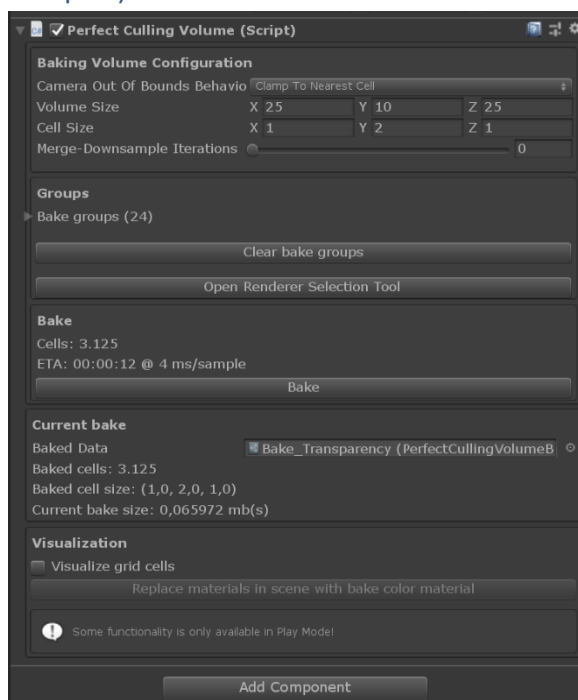 Perfect Culling Volume (Script)
Baking Volume Configuration
Camera Out Of Bounds Behavio Clamp To Nearest Cell
Volume Size X 25 Y 10 Z 25
Cell Size X 1 Y 2 Z 1
Merge-Downsample Iterations 0
Groups
Bake groups (24)
Clear bake groups
Open Renderer Selection Tool
Bake
Cells: 3.125
ETA: 00:00:12 @ 4 ms/sample
Bake
Current bake
Baked Data Bake_Transparency (PerfectCullingVolumeB
Baked cells: 3.125
Baked cell size: (1,0, 2,0, 1,0)
Current bake size: 0,065972 mb(s)
Visualization
Visualize grid cells
Replace materials in scene with bake color material
Some functionality is only available in Play Mode!
Add Component